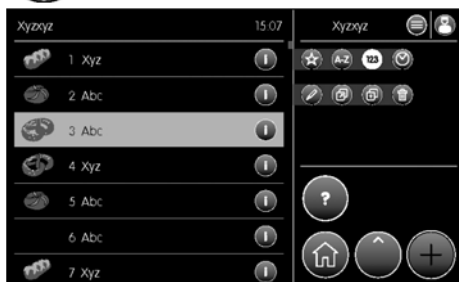 Xyzxyz 15:07 Xyzxyz
1 Xyz i
A-Z 123
2 Abc i
3 Abc i
4 Xyz i
5 Abc i
?
6 Abc i
7 Xyz i